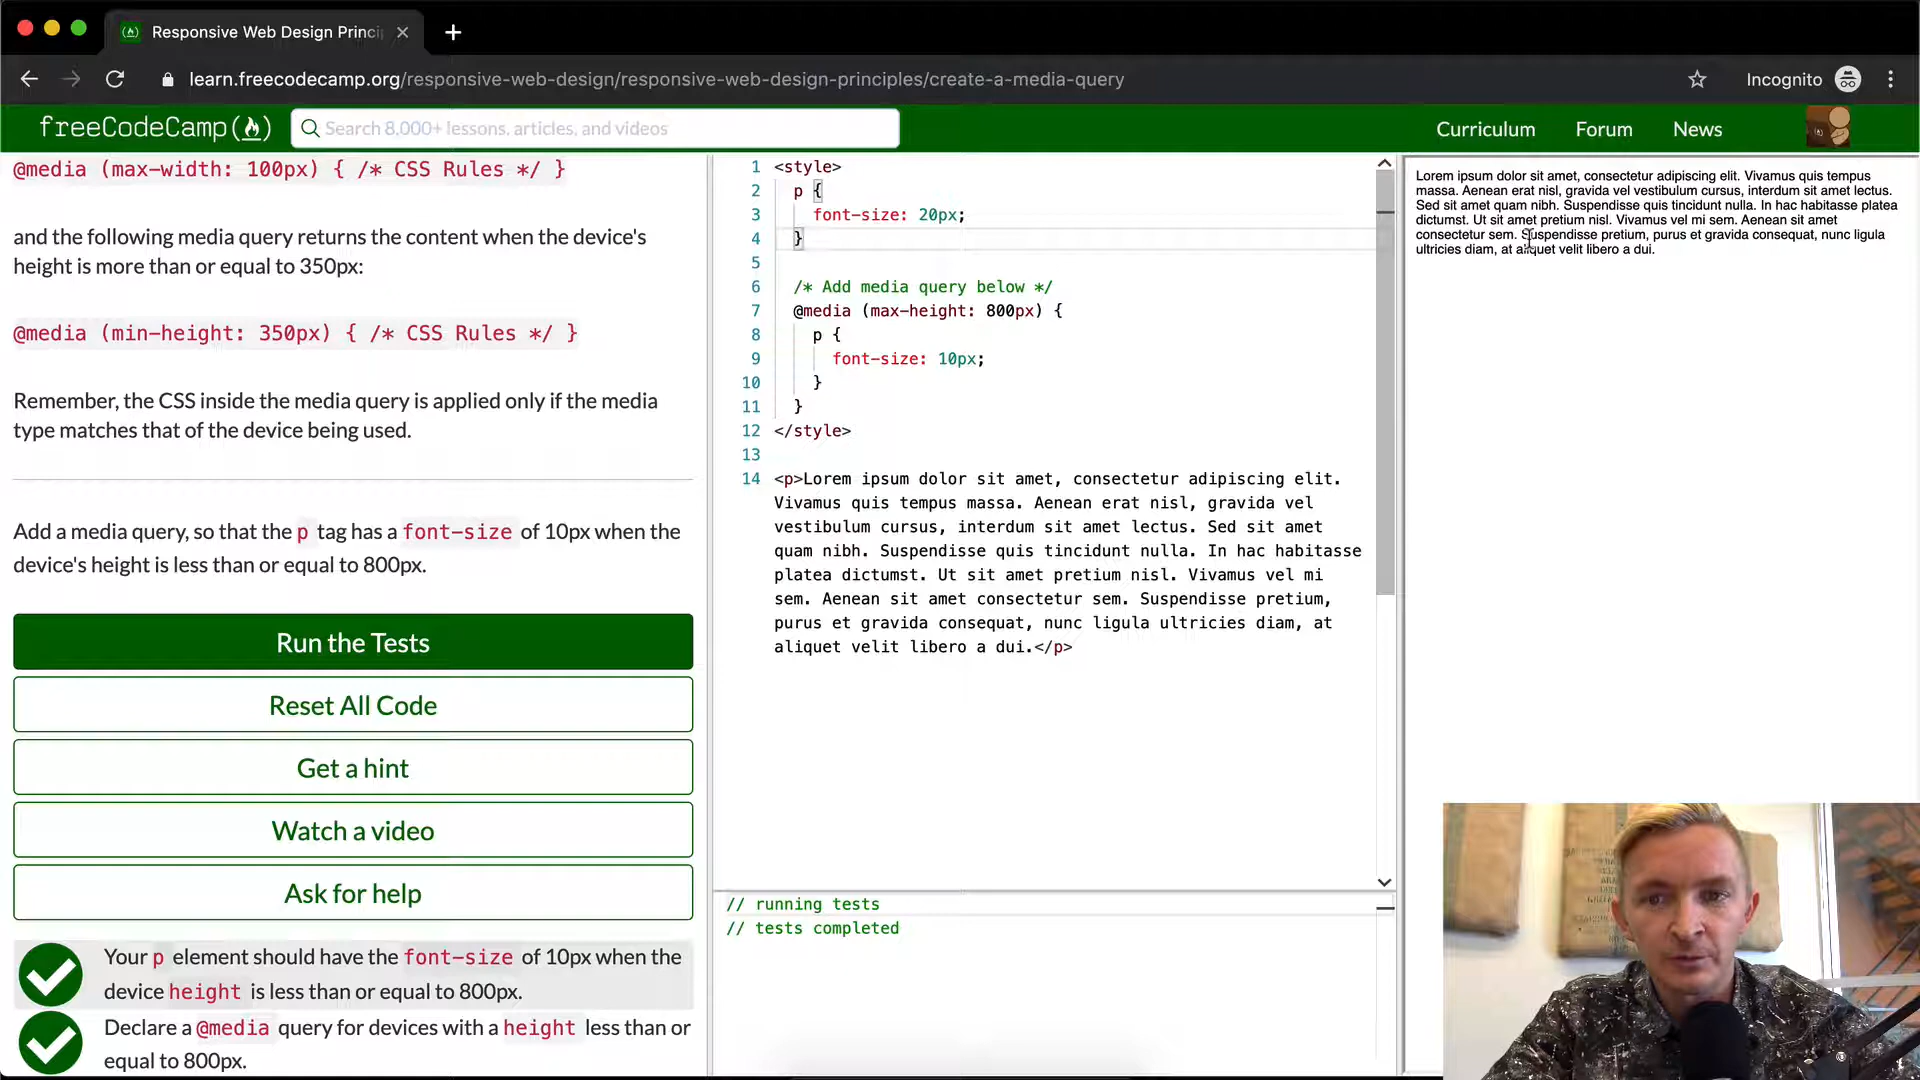 Responsive Web Design Princi
learn.freecodecamp.org/responsive-web-design/responsive-web-design-principles/create-a-media-query
Incognito
freeCodeCamp
Search 8,000+ lessons, articles, and videos
Curriculum
Forum
News
@media (max-width: 100px) { /* CSS Rules */ }
and the following media query returns the content when the device's
height is more than or equal to 350px:
@media (min-height: 350px) { /* CSS Rules */ }
Remember, the CSS inside the media query is applied only if the media
type matches that of the device being used.
Add a media query, so that the p tag has a font-size of 10px when the
device's height is less than or equal to 800px.
Run the Tests
Reset All Code
Get a hint
Watch a video
Ask for help
Your p element should have the font-size of 10px when the
device height is less than or equal to 800px.
Declare a @media query for devices with a height less than or
equal to 800px.
1 <style>
2 p {
3 font-size: 20px;
4 }
5
6 /* Add media query below */
7 @media (max-height: 800px) {
8 p {
9 font-size: 10px;
10 }
11 }
12 </style>
13
14 <p>Lorem ipsum dolor sit amet, consectetur adipiscing elit.
Vivamus quis tempus massa. Aenean erat nisl, gravida vel
vestibulum cursus, interdum sit amet lectus. Sed sit amet
quam nibh. Suspendisse quis tincidunt nulla. In hac habitasse
platea dictumst. Ut sit amet pretium nisl. Vivamus vel mi
sem. Aenean sit amet consectetur sem. Suspendisse pretium,
purus et gravida consequat, nunc ligula ultricies diam, at
aliquet velit libero a dui.</p>
// running tests
// tests completed
Lorem ipsum dolor sit amet, consectetur adipiscing elit. Vivamus quis tempus
massa. Aenean erat nisl, gravida vel vestibulum cursus, interdum sit amet lectus.
Sed sit amet quam nibh. Suspendisse quis tincidunt nulla. In hac habitasse platea
dictumst. Ut sit amet pretium nisl. Vivamus vel mi sem. Aenean sit amet
consectetur sem. Suspendisse pretium, purus et gravida consequat, nunc ligula
ultricies diam, at aliquet velit libero a dui.